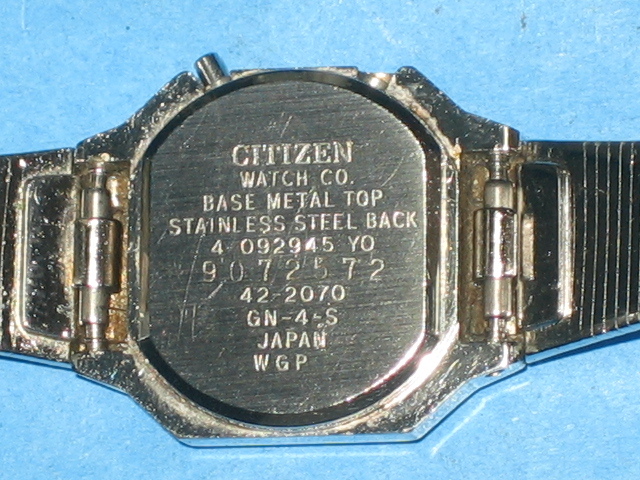 CITIZEN
WATCH CO.
BASE METAL TOP
STAINLESS STEEL BACK
4-092945 YO
9072572
42-2070
GN-4-S
JAPAN
WGP